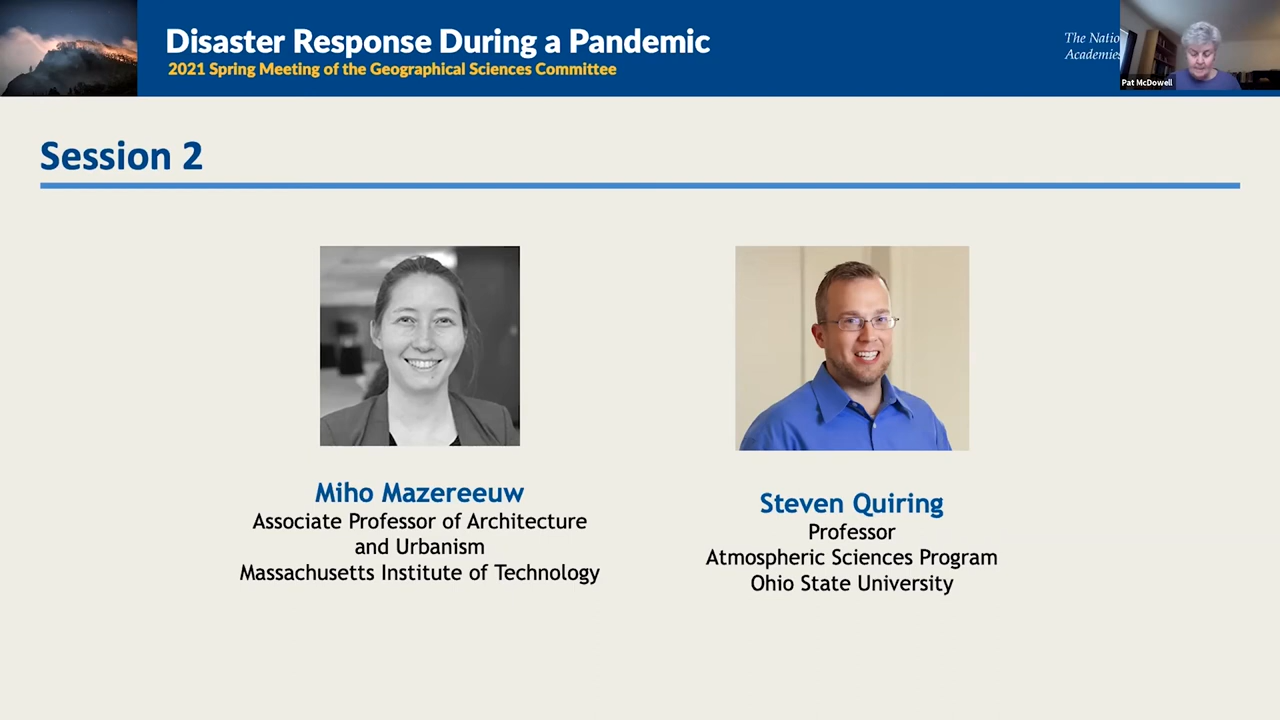 Disaster Response During a Pandemic
2021 Spring Meeting of the Geographical Sciences Committee
The
Pat McDowell
Session 2
Miho Mazereeuw
Associate Professor of Architecture
and Urbanism
Massachusetts Institute of Technology
Steven Quiring
Professor
Atmospheric Sciences Program
Ohio State University